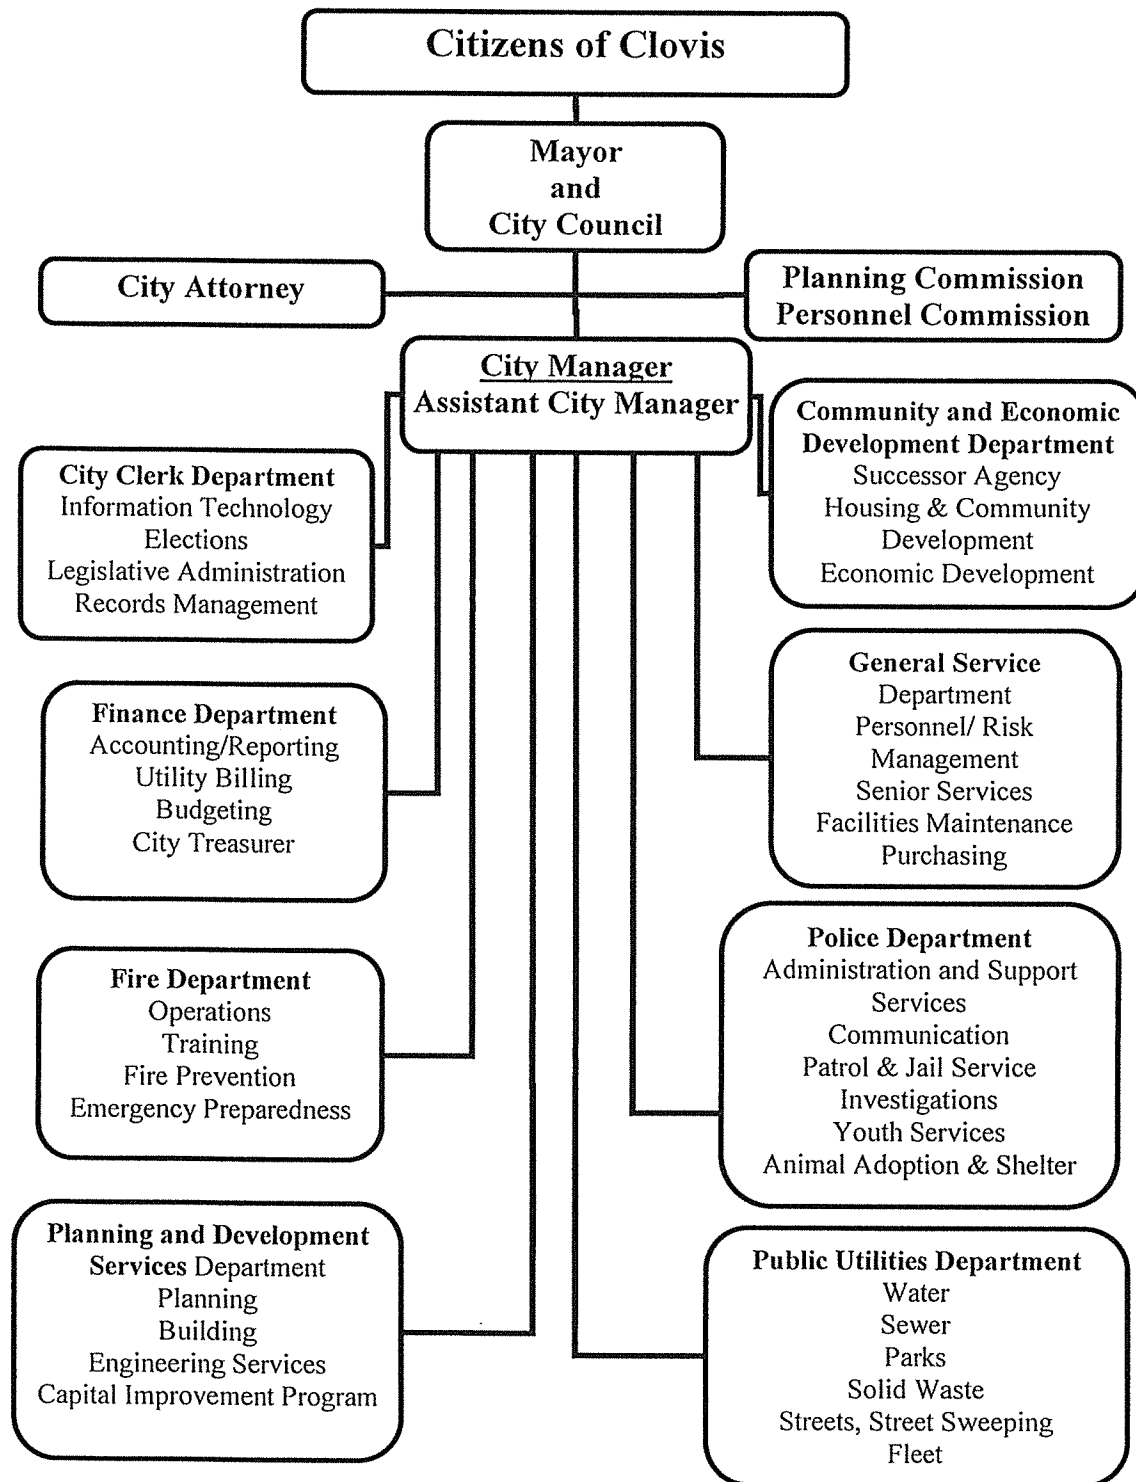 Citizens of Clovis
Mayor
and
City Council
City Attorney
Planning Commission
Personnel Commission
City Manager
Assistant City Manager
City Clerk Department
Information Technology
Elections
Legislative Administration
Records Management
Community and Economic
Development Department
Successor Agency
Housing & Community
Development
Economic Development
Finance Department
Accounting/Reporting
Utility Billing
Budgeting
City Treasurer
General Service
Department
Personnel/ Risk
Management
Senior Services
Facilities Maintenance
Purchasing
Fire Department
Operations
Training
Fire Prevention
Emergency Preparedness
Police Department
Administration and Support
Services
Communication
Patrol & Jail Service
Investigations
Youth Services
Animal Adoption & Shelter
Planning and Development
Services Department
Planning
Building
Engineering Services
Capital Improvement Program
Public Utilities Department
Water
Sewer
Parks
Solid Waste
Streets, Street Sweeping
Fleet